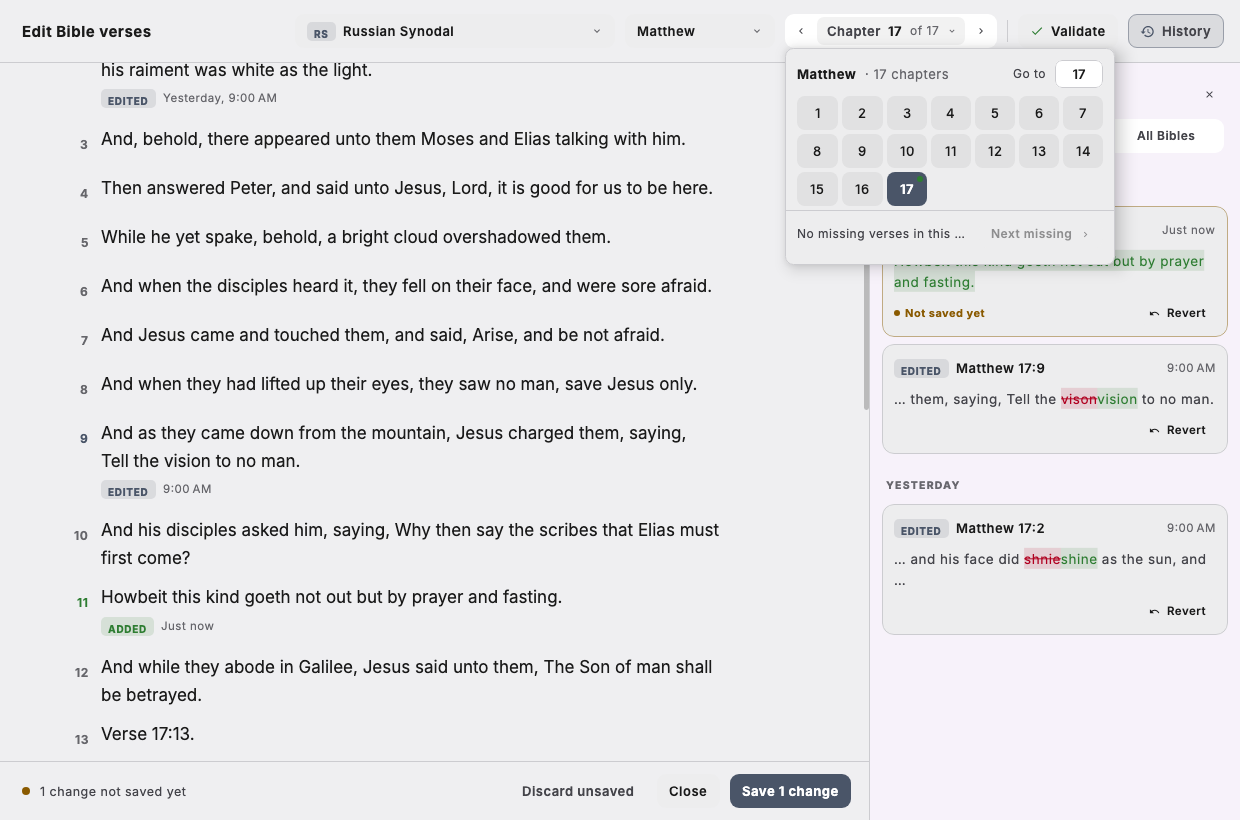 Edit Bible verses
RS Russian Synodal
Matthew
Chapter 17 of 17
Validate
History
his raiment was white as the light.
EDITED Yesterday, 9:00 AM
3 And, behold, there appeared unto them Moses and Elias talking with him.
4 Then answered Peter, and said unto Jesus, Lord, it is good for us to be here.
5 While he yet spake, behold, a bright cloud overshadowed them.
6 And when the disciples heard it, they fell on their face, and were sore afraid.
7 And Jesus came and touched them, and said, Arise, and be not afraid.
8 And when they had lifted up their eyes, they saw no man, save Jesus only.
9 And as they came down from the mountain, Jesus charged them, saying,
Tell the vision to no man.
EDITED 9:00 AM
10 And his disciples asked him, saying, Why then say the scribes that Elias must
first come?
11 Howbeit this kind goeth not out but by prayer and fasting.
ADDED Just now
12 And while they abode in Galilee, Jesus said unto them, The Son of man shall
be betrayed.
13 Verse 17:13.
1 change not saved yet
Discard unsaved
Close
Save 1 change
Matthew · 17 chapters
Go to 17
1 2 3 4 5 6 7
8 9 10 11 12 13 14
15 16 17
No missing verses in this ...
Next missing
×
All Bibles
Just now
but by prayer
and fasting.
Not saved yet
Revert
EDITED Matthew 17:9 9:00 AM
... them, saying, Tell the visonvision to no man.
Revert
YESTERDAY
EDITED Matthew 17:2 9:00 AM
... and his face did shnieshine as the sun, and
...
Revert